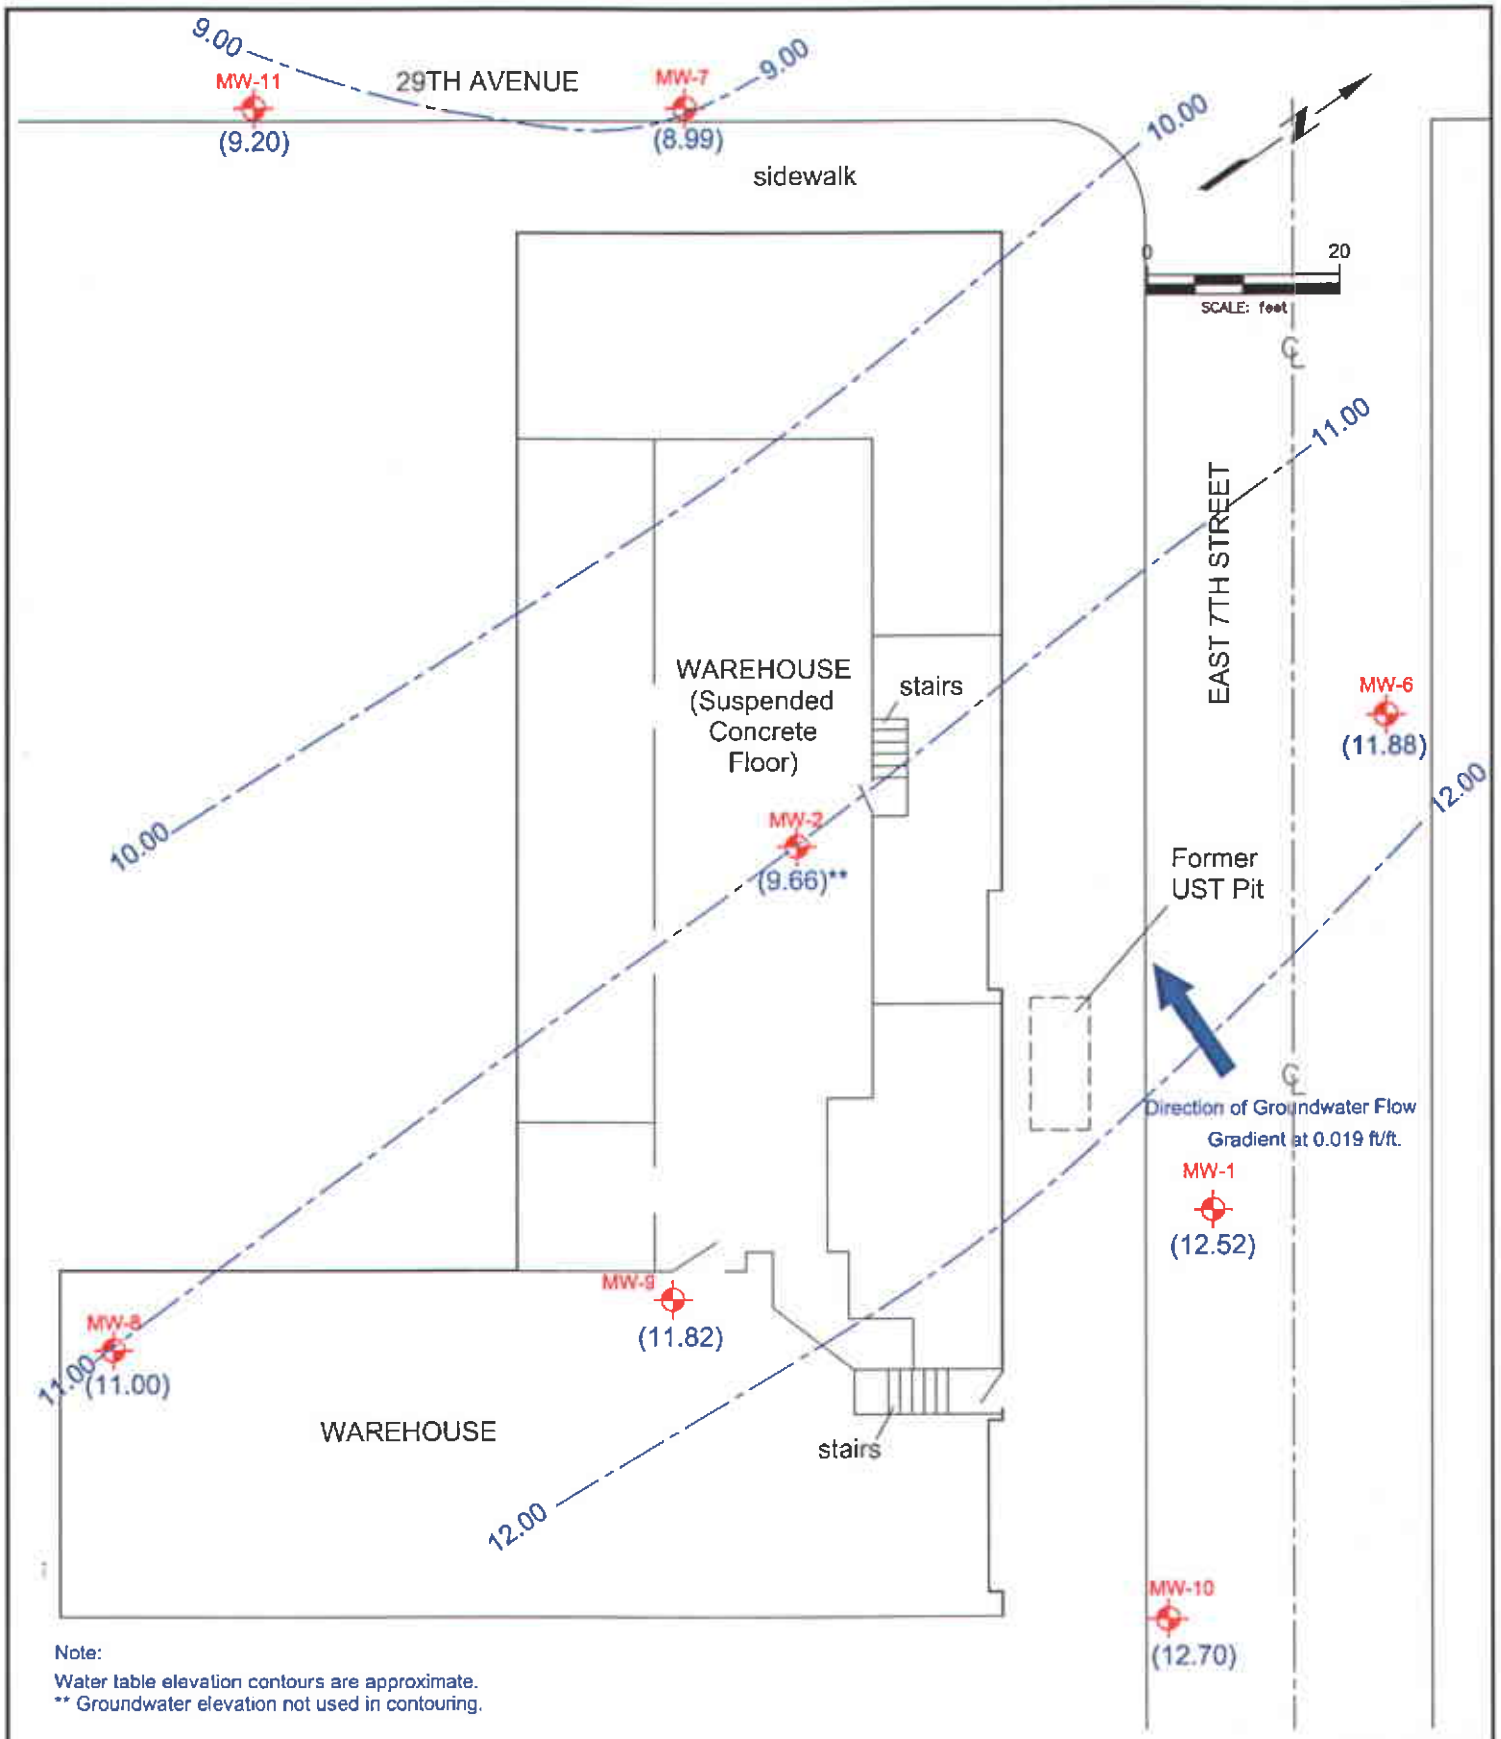 9.00
MW-11
29TH AVENUE
MW-7
9.00
(9.20)
(8.99)
10.00
sidewalk
0
20
SCALE: feet
11.00
EAST 7TH STREET
WAREHOUSE
(Suspended
Concrete
Floor)
stairs
MW-6
(11.88)
12.00
10.00
MW-2
(9.66)**
Former
UST Pit
Direction of Groundwater Flow
Gradient at 0.019 ft/ft.
MW-1
(12.52)
MW-9
(11.82)
MW-8
11.00
(11.00)
WAREHOUSE
stairs
12.00
MW-10
(12.70)
Note:
Water table elevation contours are approximate.
** Groundwater elevation not used in contouring.